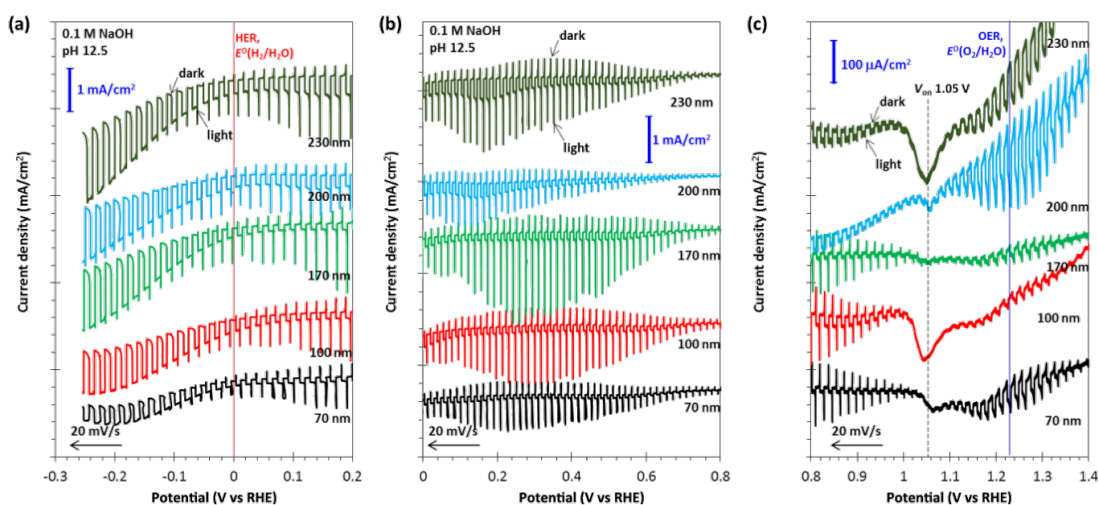 (a)
0.1 M NaOH
pH 12.5
HER,
E⁰(H₂/H₂O)
1 mA/cm²
dark
light
230 nm
200 nm
170 nm
100 nm
70 nm
20 mV/s
Current density (mA/cm²)
-0.3 -0.2 -0.1 0 0.1 0.2
Potential (V vs RHE)
(b)
0.1 M NaOH
pH 12.5
dark
230 nm
light
1 mA/cm²
200 nm
170 nm
100 nm
70 nm
20 mV/s
Current density (mA/cm²)
0 0.2 0.4 0.6 0.8
Potential (V vs RHE)
(c)
100 µA/cm²
OER,
E⁰(O₂/H₂O)
230 nm
Von 1.05 V
dark
light
200 nm
170 nm
100 nm
70 nm
20 mV/s
Current density (mA/cm²)
0.8 0.9 1 1.1 1.2 1.3 1.4
Potential (V vs RHE)